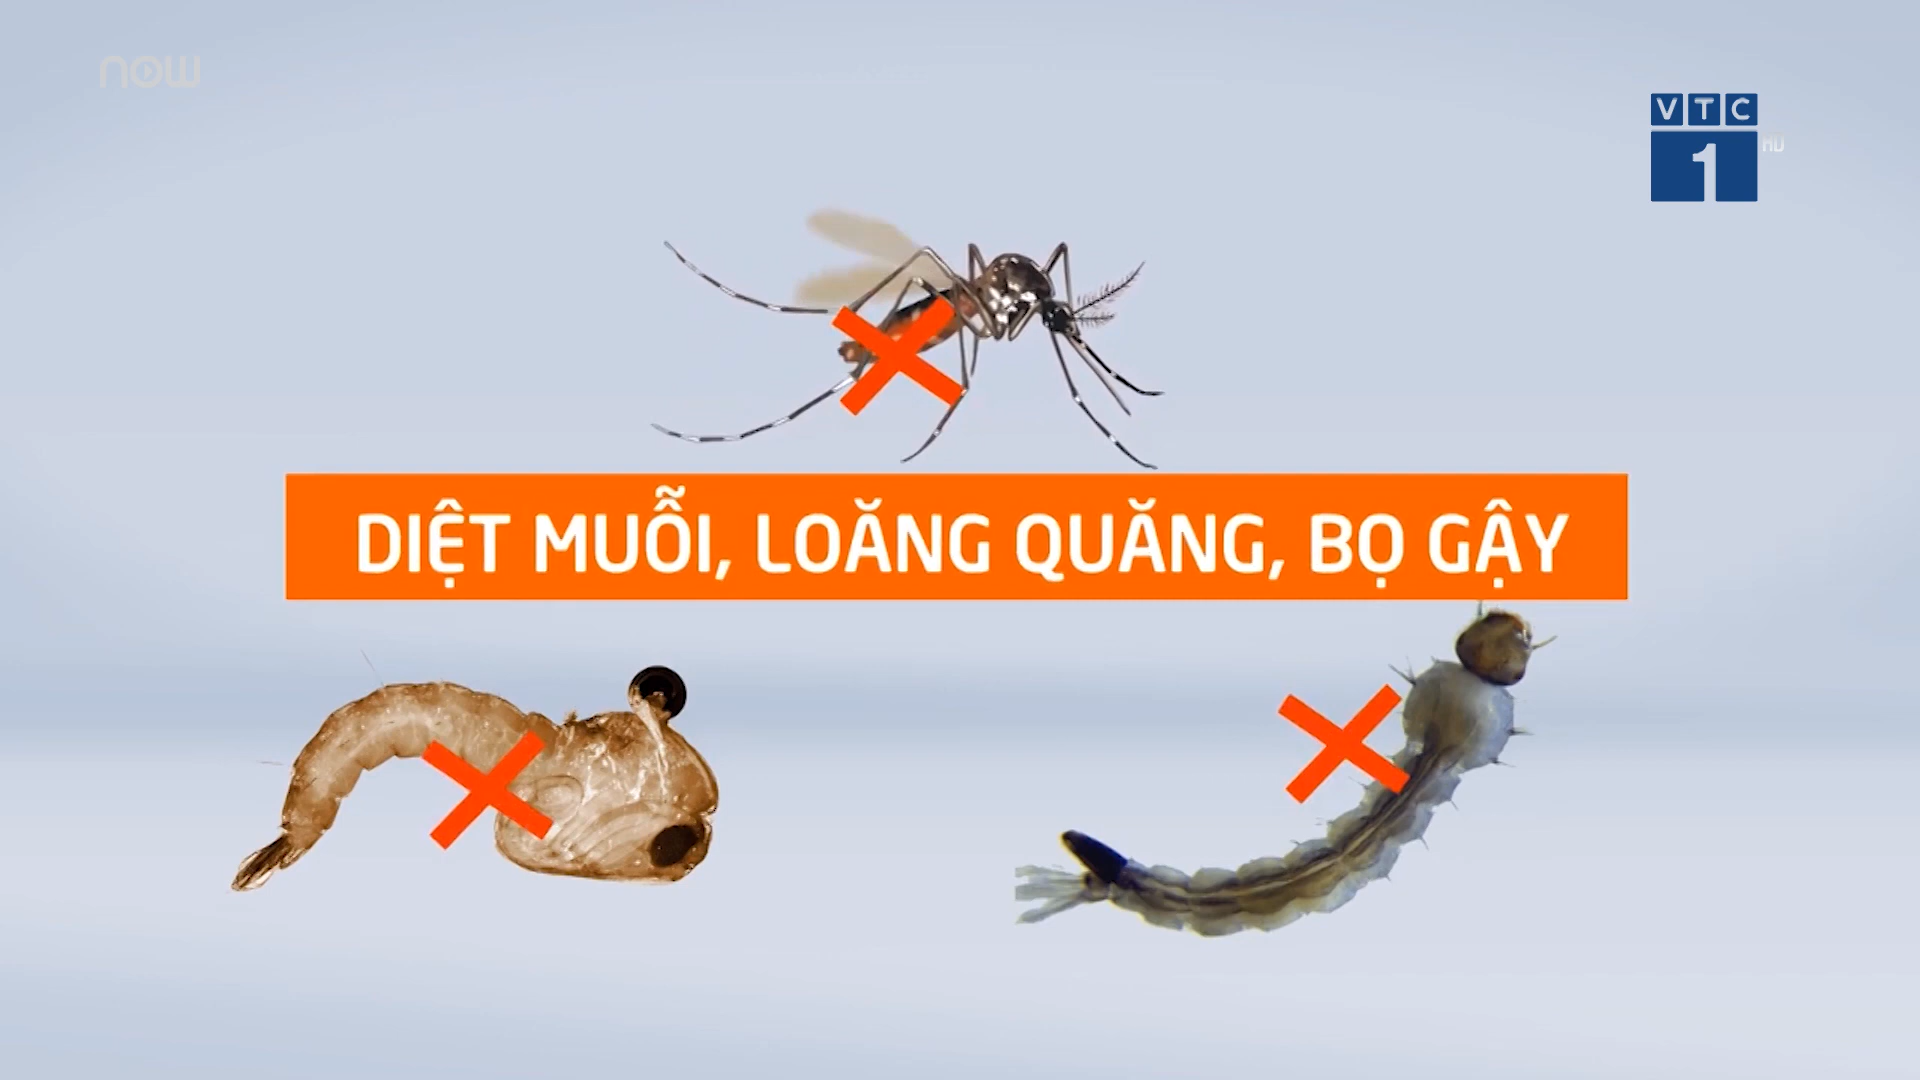 now
VTC
1
HD
DIỆT MUỖI, LOĂNG QUĂNG, BỌ GẬY